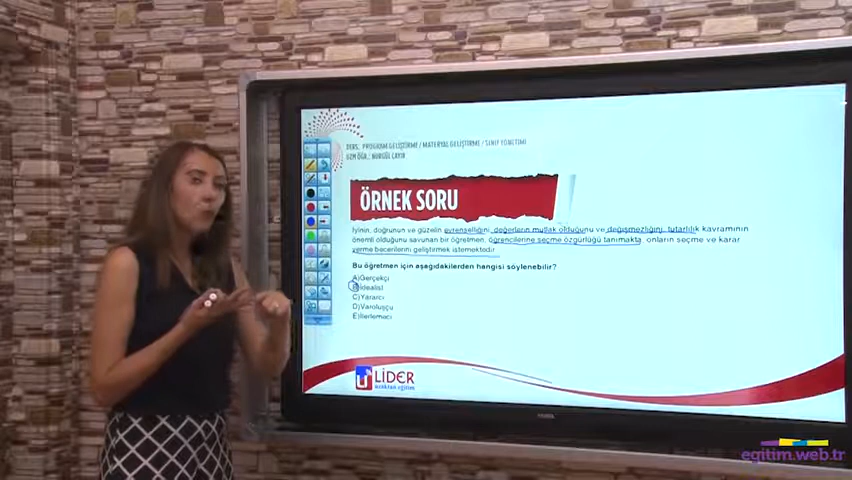 DERS: PROGRAM GELİŞTİRME / MATERYAL GELİŞTİRME / SINIF YÖNETİMİ
UZM ÖĞR.: NURGÜL ÇAYIR
ÖRNEK SORU
İyinin, doğrunun ve güzelin evrenselliğini, değerlerin mutlak olduğunu ve değişmezliğini, tutarlılık kavramının
önemli olduğunu savunan bir öğretmen, öğrencilerine seçme özgürlüğü tanımakta onların seçme ve karar
verme becerilerini geliştirmek istemektedir.
Bu öğretmen için aşağıdakilerden hangisi söylenebilir?
A)Gerçekçi
B)İdealist
C)Yararcı
D)Varoluşçu
E)İlerlemeci
LİDER
uzaktan eğitim
egitim.web.tr